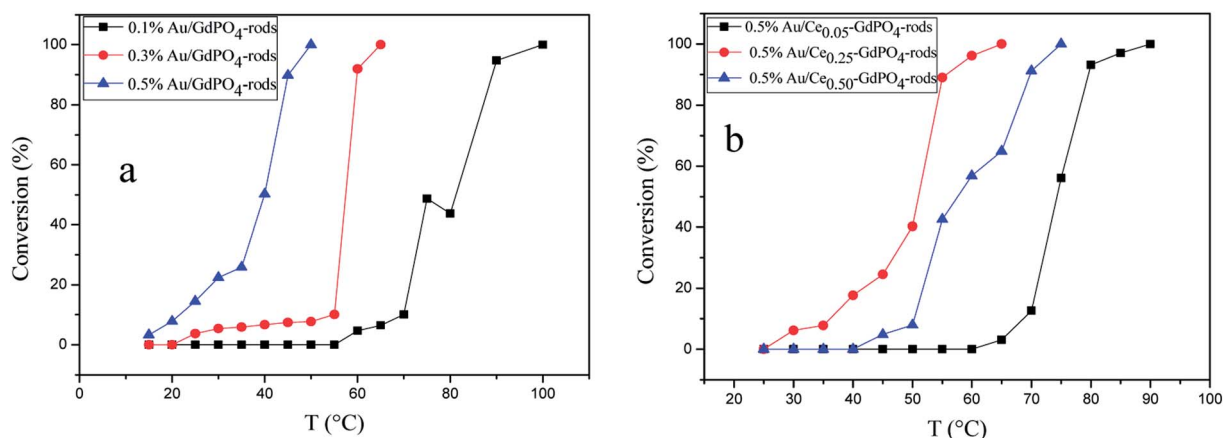 0.1% Au/GdPO4-rods
0.3% Au/GdPO4-rods
0.5% Au/GdPO4-rods
a
Conversion (%)
100
80
60
40
20
0
0 20 40 60 80 100
T (°C)
0.5% Au/Ce0.05-GdPO4-rods
0.5% Au/Ce0.25-GdPO4-rods
0.5% Au/Ce0.50-GdPO4-rods
b
Conversion (%)
100
80
60
40
20
0
20 30 40 50 60 70 80 90 100
T (°C)